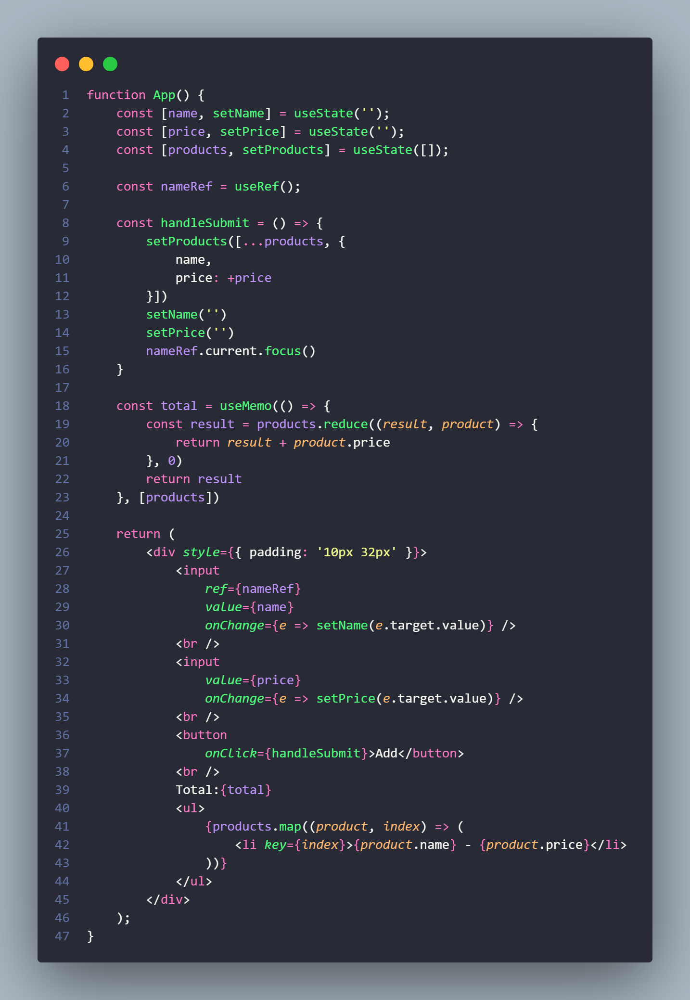 1 function App() {
2     const [name, setName] = useState('');
3     const [price, setPrice] = useState('');
4     const [products, setProducts] = useState([]);
5
6     const nameRef = useRef();
7
8     const handleSubmit = () => {
9         setProducts([...products, {
10             name,
11             price: +price
12         }])
13         setName('')
14         setPrice('')
15         nameRef.current.focus()
16     }
17
18     const total = useMemo(() => {
19         const result = products.reduce((result, product) => {
20             return result + product.price
21         }, 0)
22         return result
23     }, [products])
24
25     return (
26         <div style={{ padding: '10px 32px' }}>
27             <input
28                 ref={nameRef}
29                 value={name}
30                 onChange={e => setName(e.target.value)} />
31             <br />
32             <input
33                 value={price}
34                 onChange={e => setPrice(e.target.value)} />
35             <br />
36             <button
37                 onClick={handleSubmit}>Add</button>
38             <br />
39             Total:{total}
40             <ul>
41                 {products.map((product, index) => (
42                     <li key={index}>{product.name} - {product.price}</li>
43                 ))}
44             </ul>
45         </div>
46     );
47 }